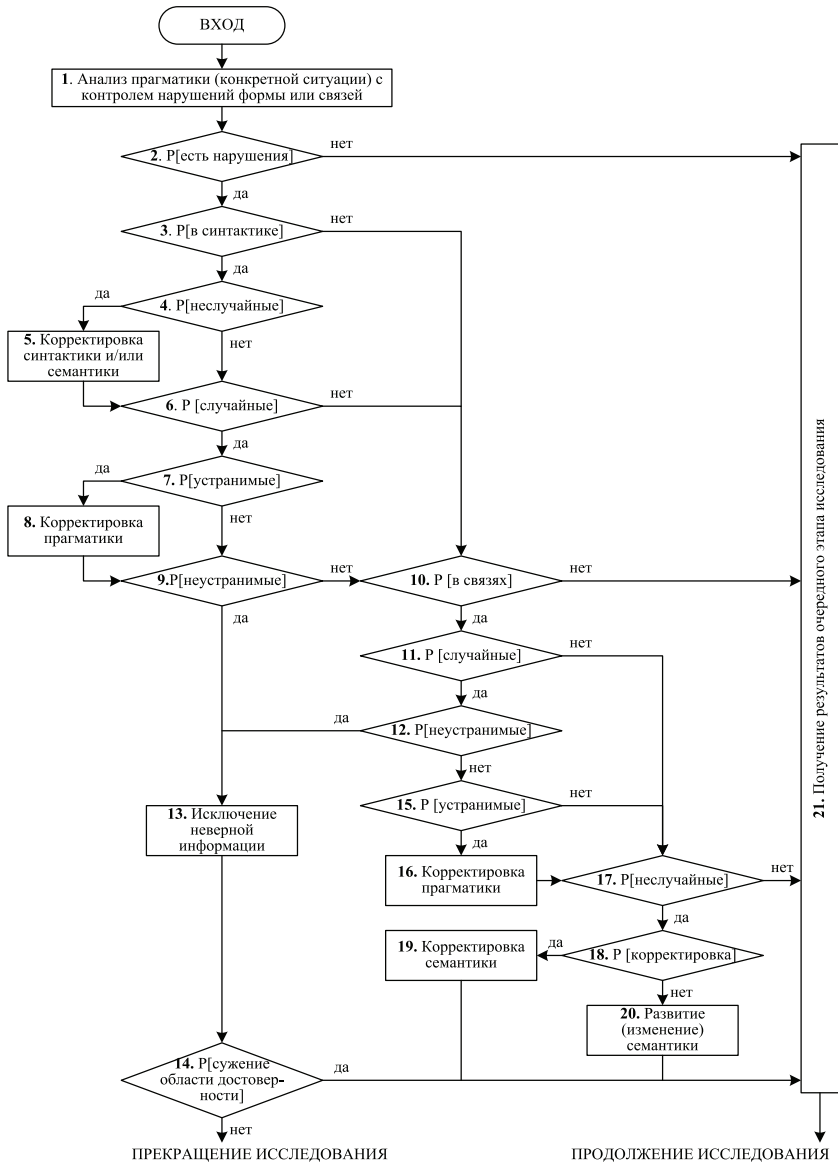 ВХОД
1. Анализ прагматики (конкретной ситуации) с
контролем нарушений формы или связей
2. Р[есть нарушения]
нет
да
3. Р[в синтактике]
нет
да
4. Р[неслучайные]
да
5. Корректировка
синтактики и/или
семантики
нет
6. Р [случайные]
нет
да
7. Р[устранимые]
да
8. Корректировка
прагматики
нет
9.Р[неустранимые]
нет
да
10. Р [в связях]
нет
да
11. Р [случайные]
нет
да
12. Р[неустранимые]
да
нет
13. Исключение
неверной
информации
15. Р [устранимые]
нет
да
16. Корректировка
прагматики
17. Р[неслучайные]
нет
да
18. Р [корректировка]
да
19. Корректировка
семантики
нет
20. Развитие
(изменение)
семантики
14. Р[сужение
области достовер-
ности]
да
нет
21. Получение результатов очередного этапа исследования
ПРЕКРАЩЕНИЕ ИССЛЕДОВАНИЯ
ПРОДОЛЖЕНИЕ ИССЛЕДОВАНИЯ